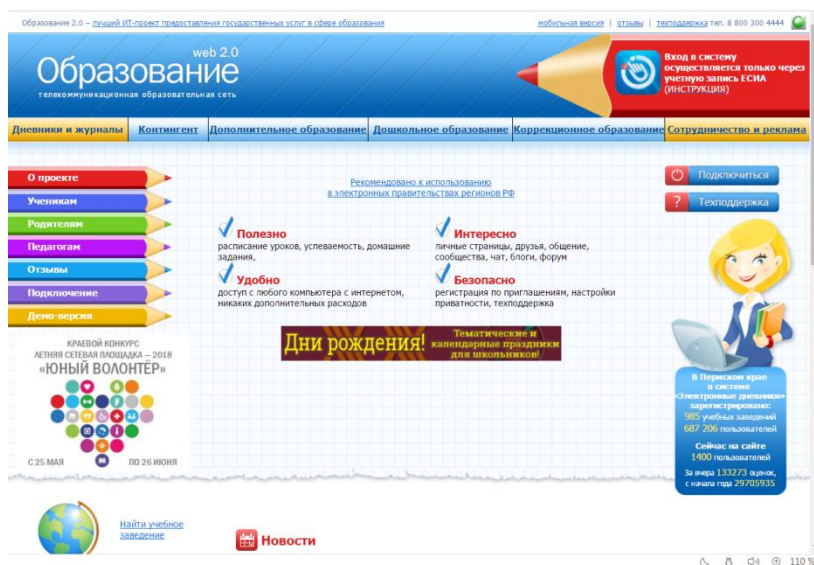 Образование 2.0 – лучший ИТ-проект предоставления государственных услуг в сфере образования
мобильная версия | отзывы | техподдержка тел. 8 800 300 4444
web 2.0
Образование
телекоммуникационная образовательная сеть
Вход в систему
осуществляется только через
учетную запись ЕСИА
(ИНСТРУКЦИЯ)
Дневники и журналы Контингент Дополнительное образование Дошкольное образование Коррекционное образование Сотрудничество и реклама
О проекте
Ученикам
Родителям
Педагогам
Отзывы
Подключение
Демо-версия
Рекомендовано к использованию
в электронных правительствах регионов РФ
Подключиться
? Техподдержка
Полезно
расписание уроков, успеваемость, домашние
задания,
Интересно
личные страницы, друзья, общение,
сообщества, чат, блоги, форум
Удобно
доступ с любого компьютера с интернетом,
никаких дополнительных расходов
Безопасно
регистрация по приглашениям, настройки
приватности, техподдержка
Дни рождения!
Тематические и
календарные праздники
для школьников!
КРАЕВОЙ КОНКУРС
ЛЕТНЯЯ СЕТЕВАЯ ПЛОЩАДКА – 2018
«ЮНЫЙ ВОЛОНТЁР»
С 25 МАЯ ПО 26 ИЮНЯ
В Пермском крае
в системе
«Электронные дневники»
зарегистрировано:
985 учебных заведений
687 206 пользователей
Сейчас на сайте
1400 пользователей
За вчера 133273 оценок,
с начала года 29705935
Найти учебное
заведение
Новости
110 %